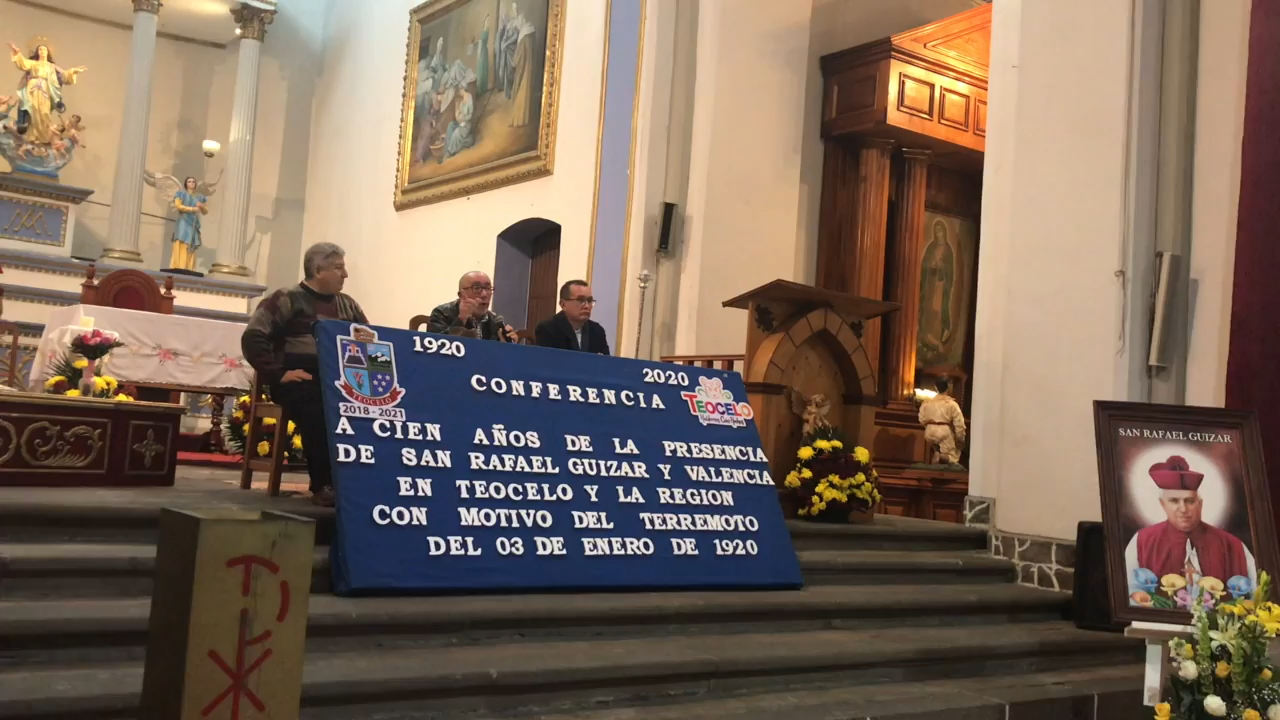 1920
2020
CONFERENCIA
TEOCELO
2018 - 2021
TEOCELO
A CIEN AÑOS DE LA PRESENCIA
DE SAN RAFAEL GUIZAR Y VALENCIA
EN TEOCELO Y LA REGION
CON MOTIVO DEL TERREMOTO
DEL 03 DE ENERO DE 1920
SAN RAFAEL GUIZAR